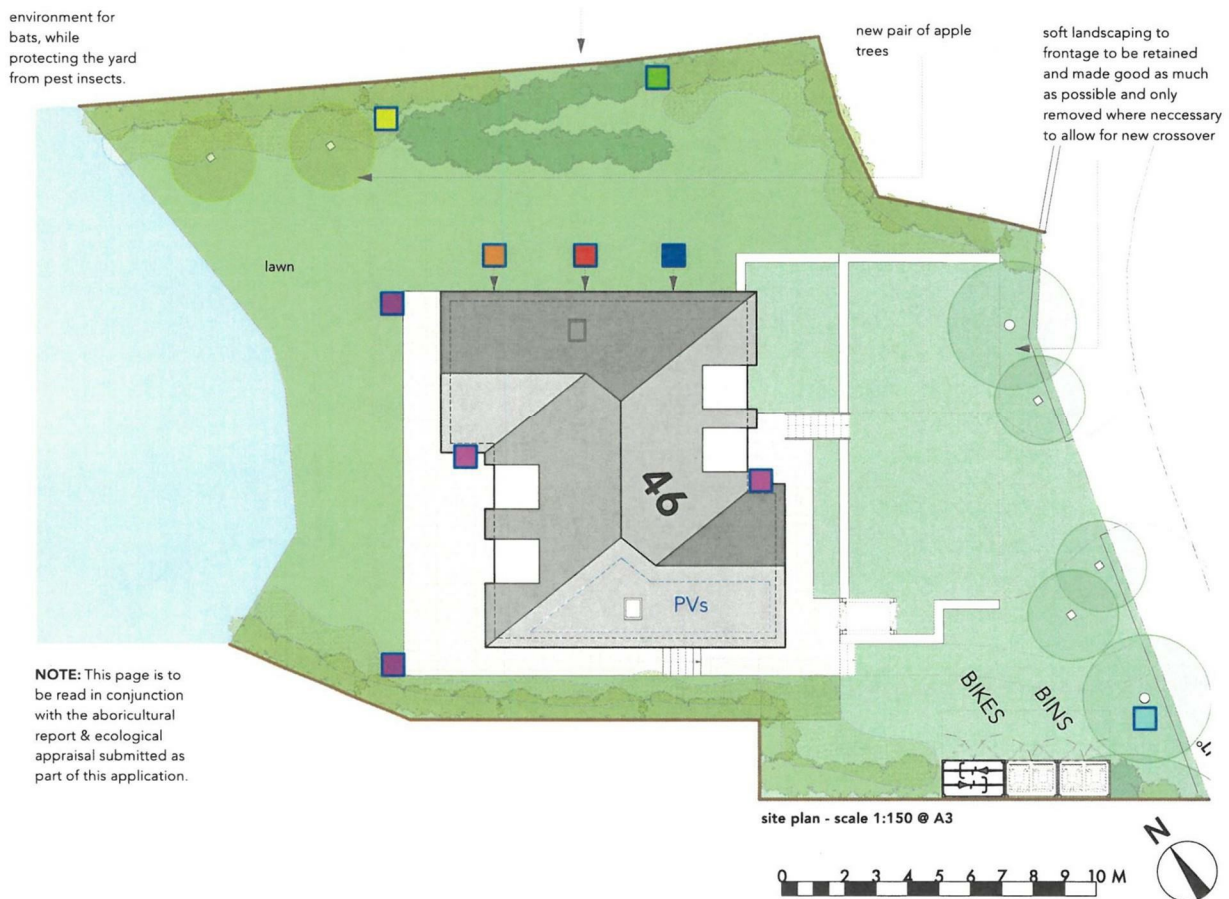 environment for
bats, while
protecting the yard
from pest insects.
new pair of apple
trees
soft landscaping to
frontage to be retained
and made good as much
as possible and only
removed where neccessary
to allow for new crossover
lawn
46
PVs
NOTE: This page is to
be read in conjunction
with the aboricultural
report & ecological
appraisal submitted as
part of this application.
BIKES
BINS
site plan - scale 1:150 @ A3
N
0 2 3 4 5 6 7 8 9 10 M